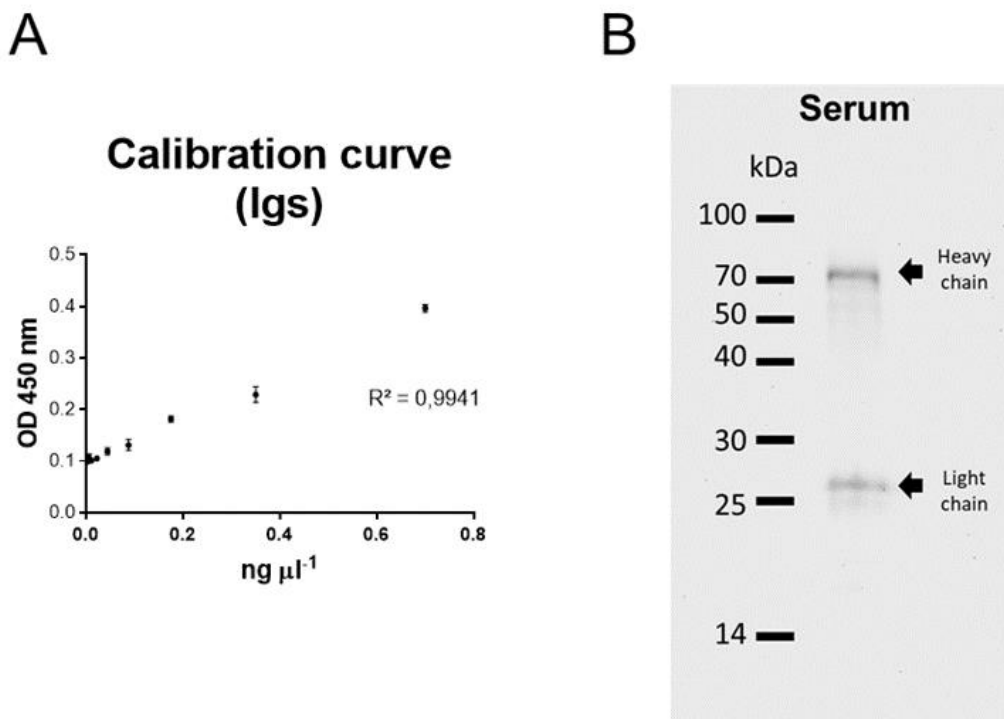 A
Calibration curve
(Igs)
0.5
0.4
0.3
0.2
0.1
0.0
OD 450 nm
R² = 0,9941
0.0 0.2 0.4 0.6 0.8
ng μl⁻¹
B
Serum
kDa
100
70
50
40
30
25
14
Heavy
chain
Light
chain